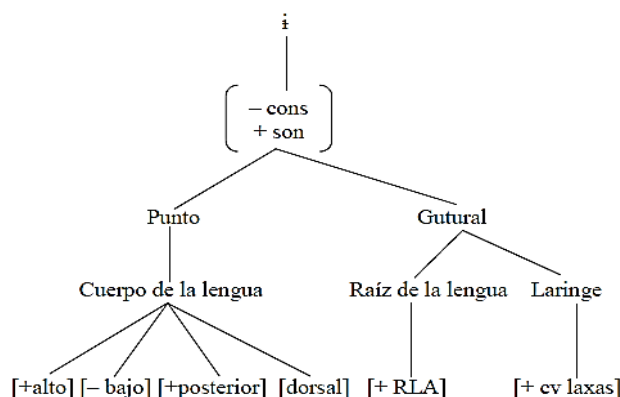 ɨ
– cons
+ son
Punto Gutural
Cuerpo de la lengua Raíz de la lengua Laringe
[+alto] [– bajo] [+posterior] [dorsal] [+ RLA] [+ cv laxas]